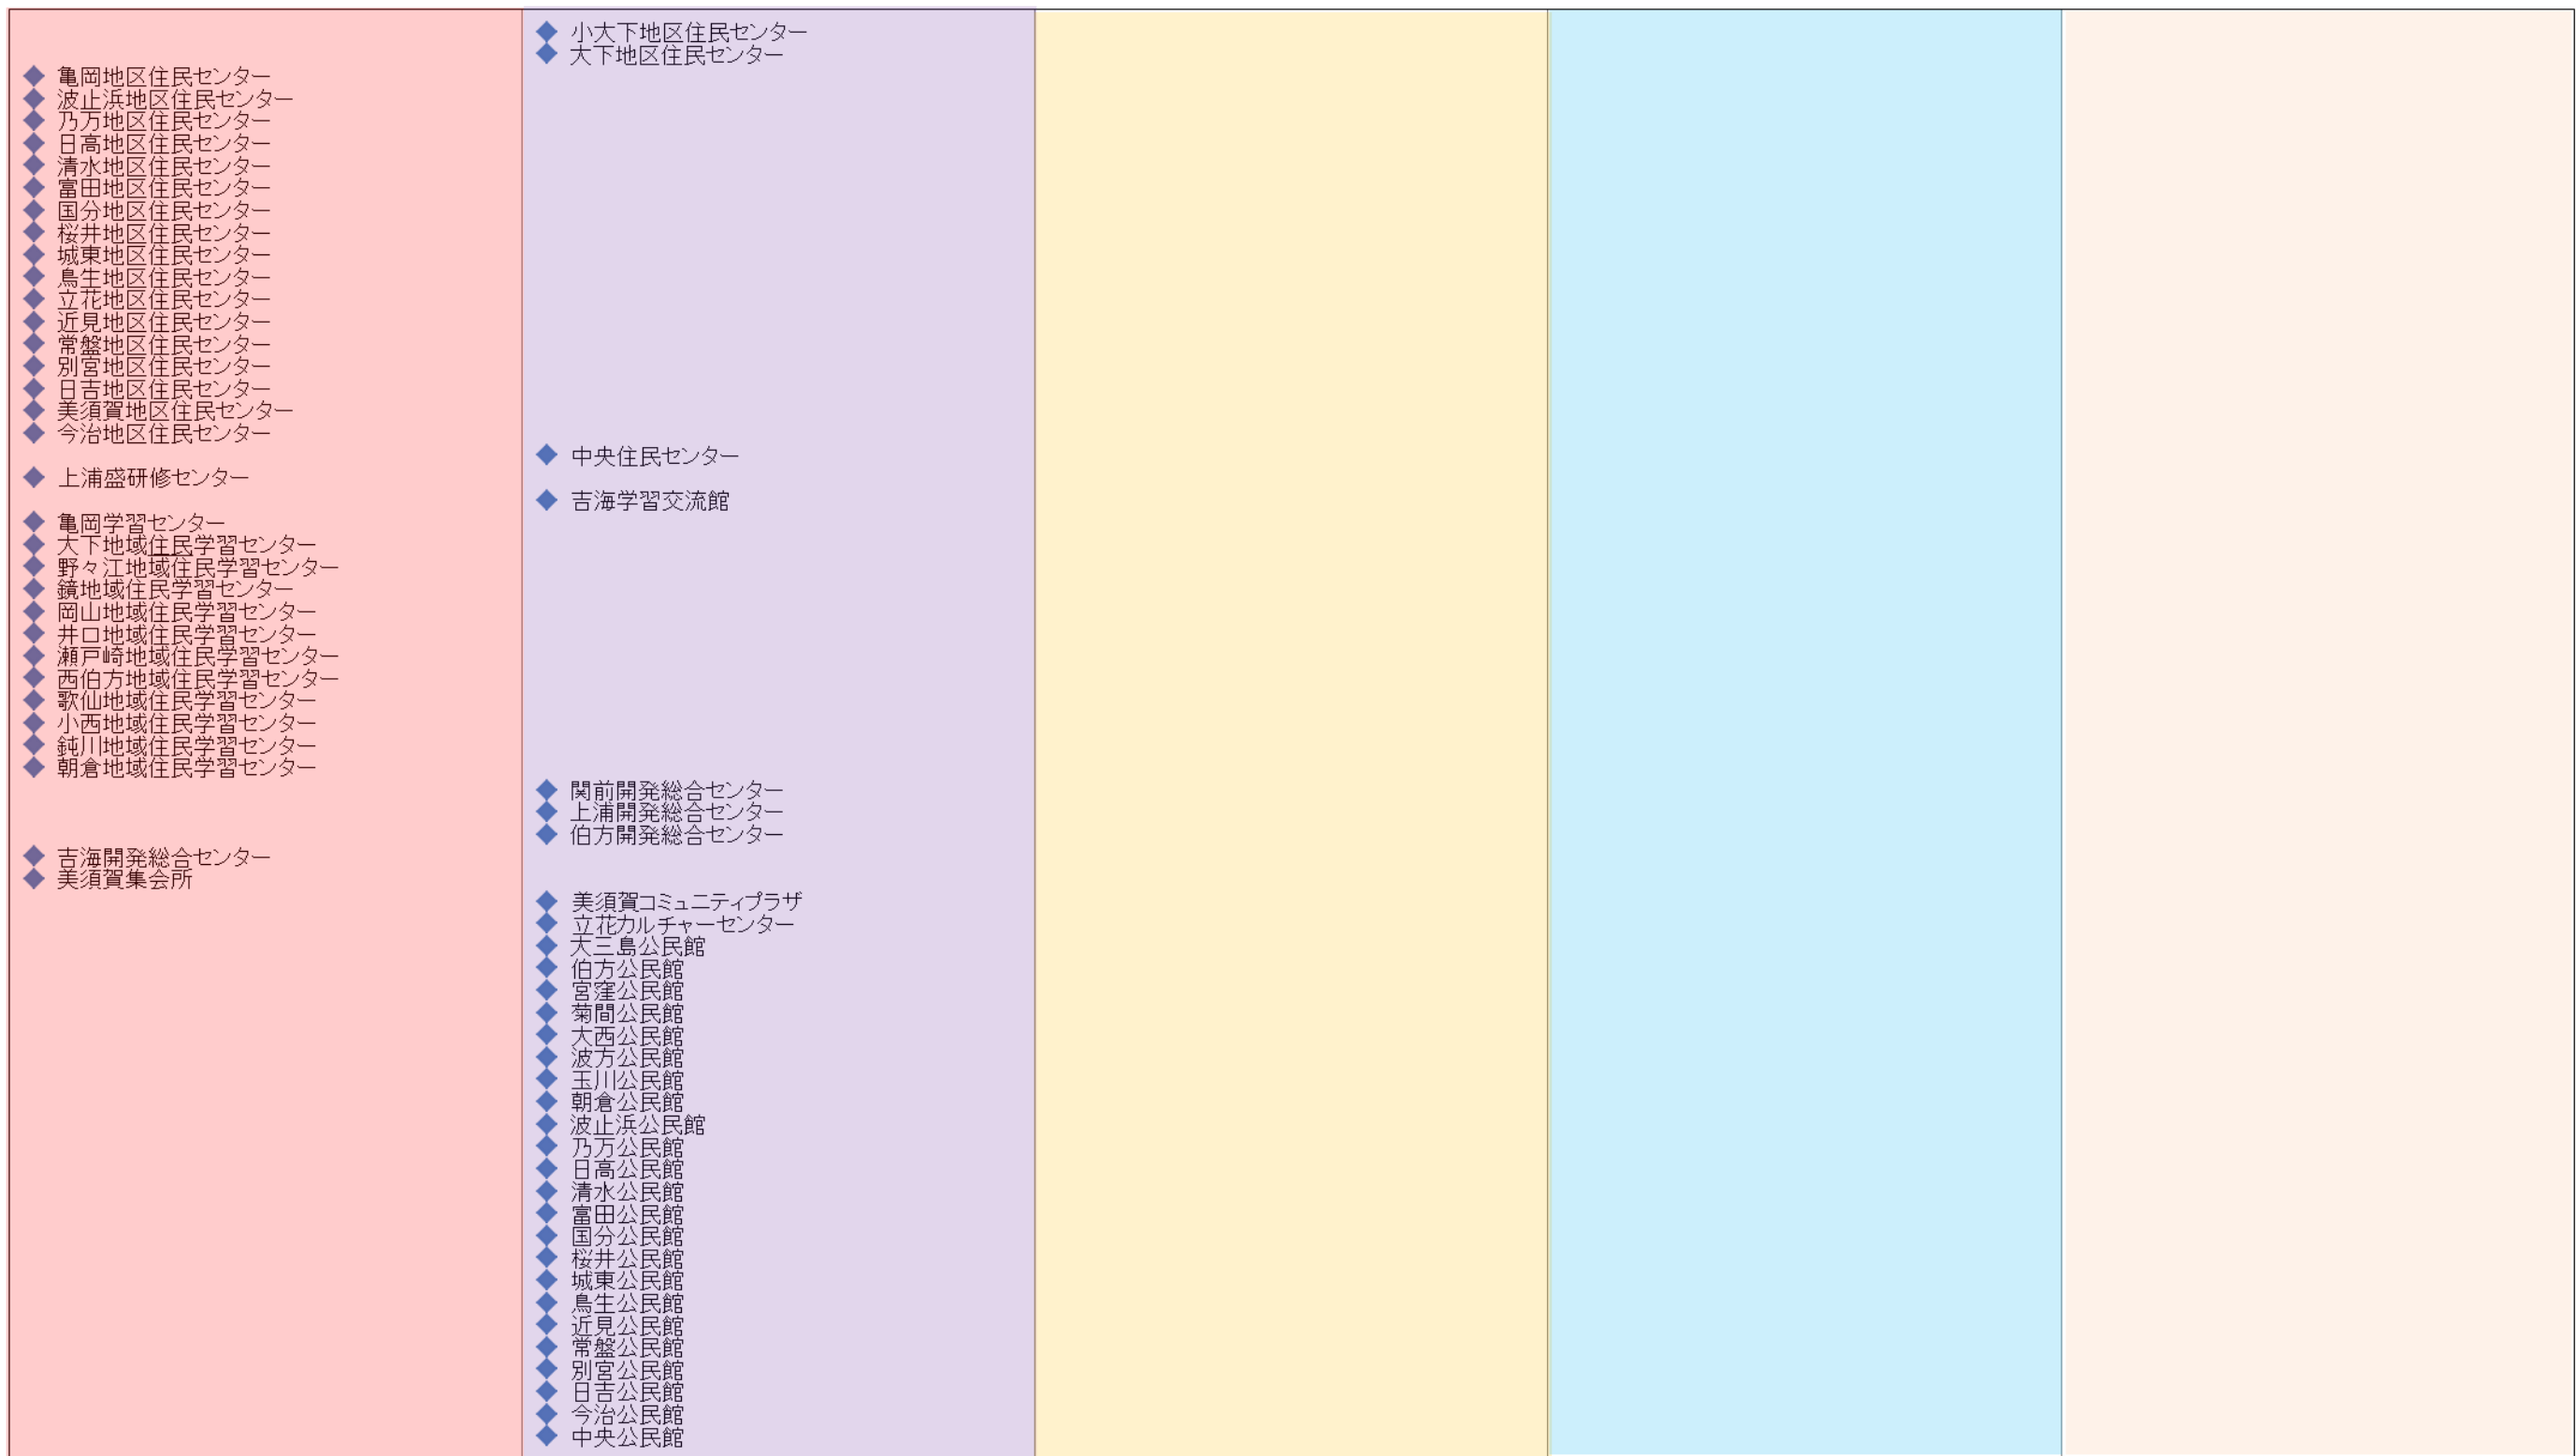 小大下地区住民センター
大下地区住民センター
亀岡地区住民センター
波止浜地区住民センター
乃万地区住民センター
日高地区住民センター
清水地区住民センター
富田地区住民センター
国分地区住民センター
桜井地区住民センター
城東地区住民センター
鳥生地区住民センター
立花地区住民センター
近見地区住民センター
常盤地区住民センター
別宮地区住民センター
日吉地区住民センター
美須賀地区住民センター
今治地区住民センター
中央住民センター
上浦盛研修センター
吉海学習交流館
亀岡学習センター
大下地域住民学習センター
野々江地域住民学習センター
鏡地域住民学習センター
岡山地域住民学習センター
井口地域住民学習センター
瀬戸崎地域住民学習センター
西伯方地域住民学習センター
歌仙地域住民学習センター
小西地域住民学習センター
鈍川地域住民学習センター
朝倉地域住民学習センター
関前開発総合センター
上浦開発総合センター
伯方開発総合センター
吉海開発総合センター
美須賀集会所
美須賀コミュニティプラザ
立花カルチャーセンター
大三島公民館
伯方公民館
宮窪公民館
菊間公民館
大西公民館
波方公民館
玉川公民館
朝倉公民館
波止浜公民館
乃万公民館
日高公民館
清水公民館
富田公民館
国分公民館
桜井公民館
城東公民館
鳥生公民館
近見公民館
常盤公民館
別宮公民館
日吉公民館
今治公民館
中央公民館